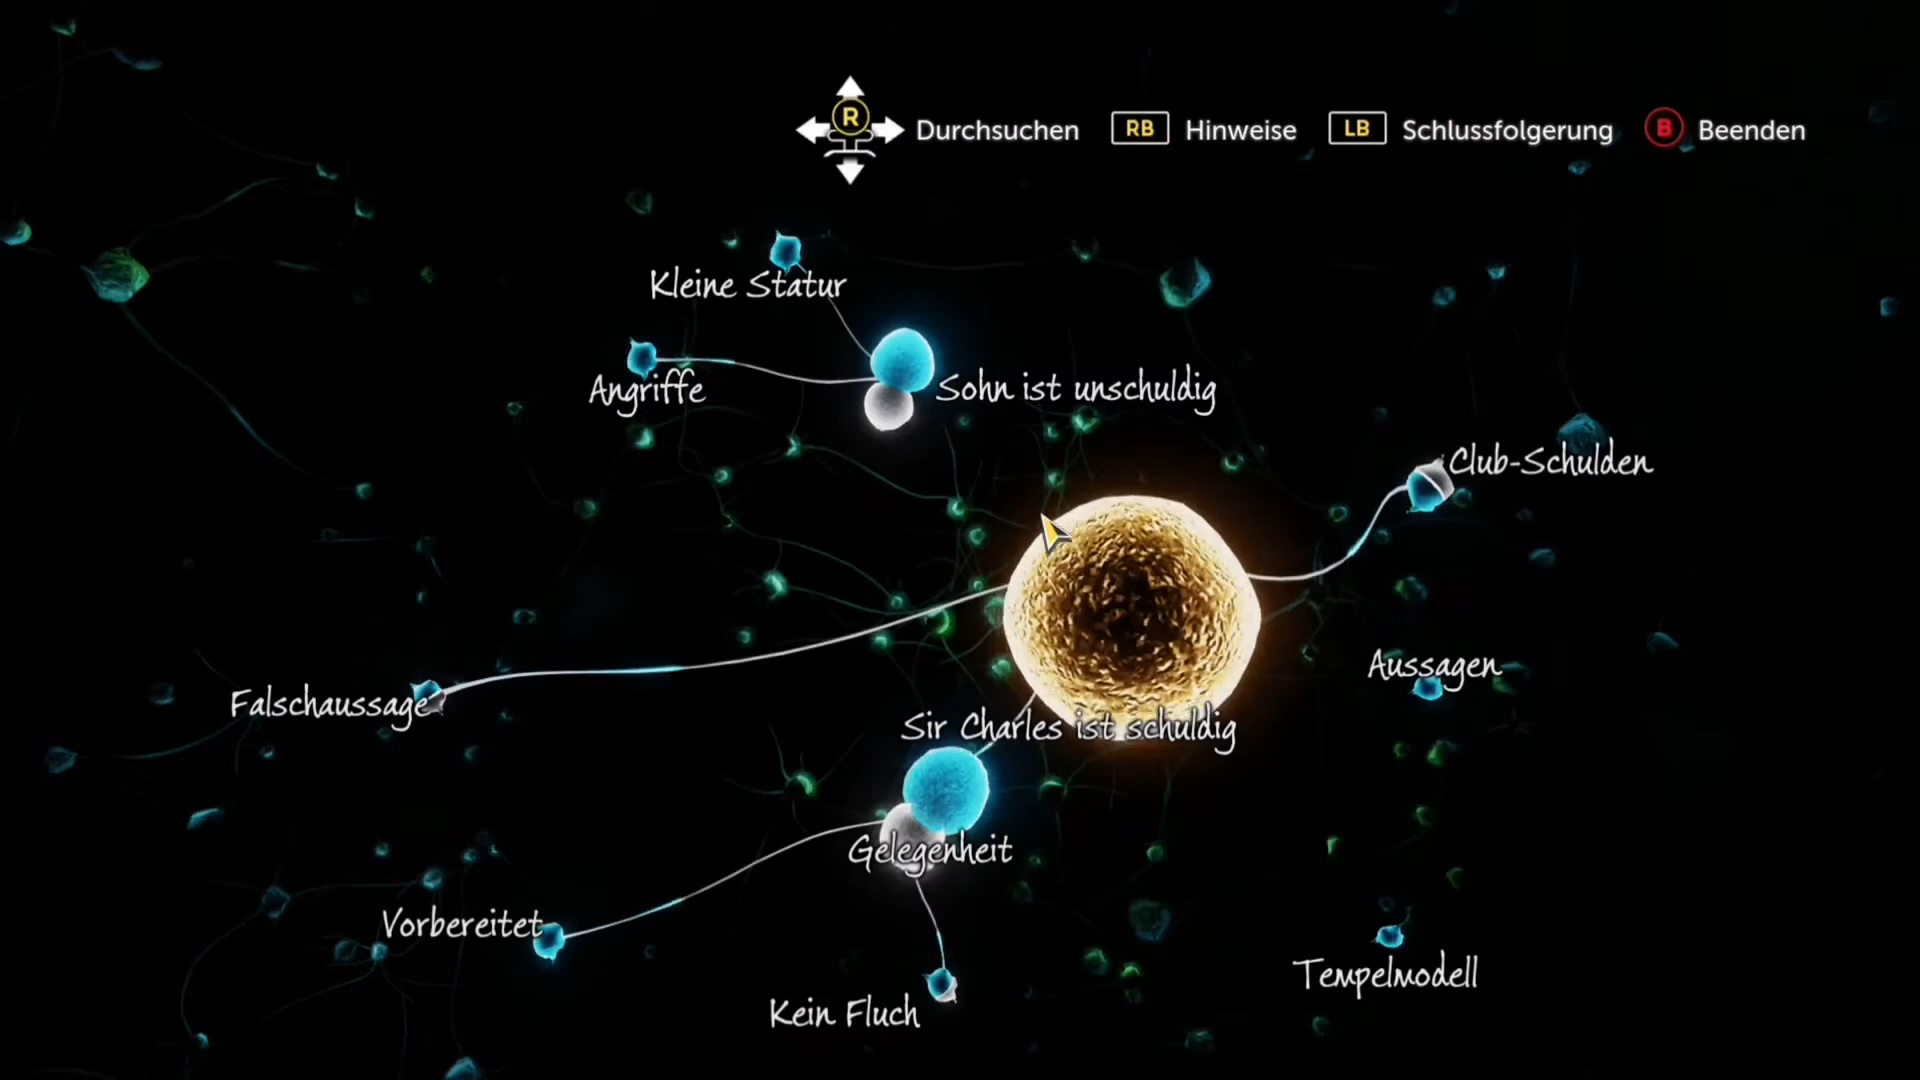 R Durchsuchen RB Hinweise LB Schlussfolgerung B Beenden
Kleine Statur
Angriffe
Sohn ist unschuldig
Club-Schulden
Aussagen
Falschaussage
Sir Charles ist schuldig
Gelegenheit
Vorbereitet
Tempelmodell
Kein Fluch